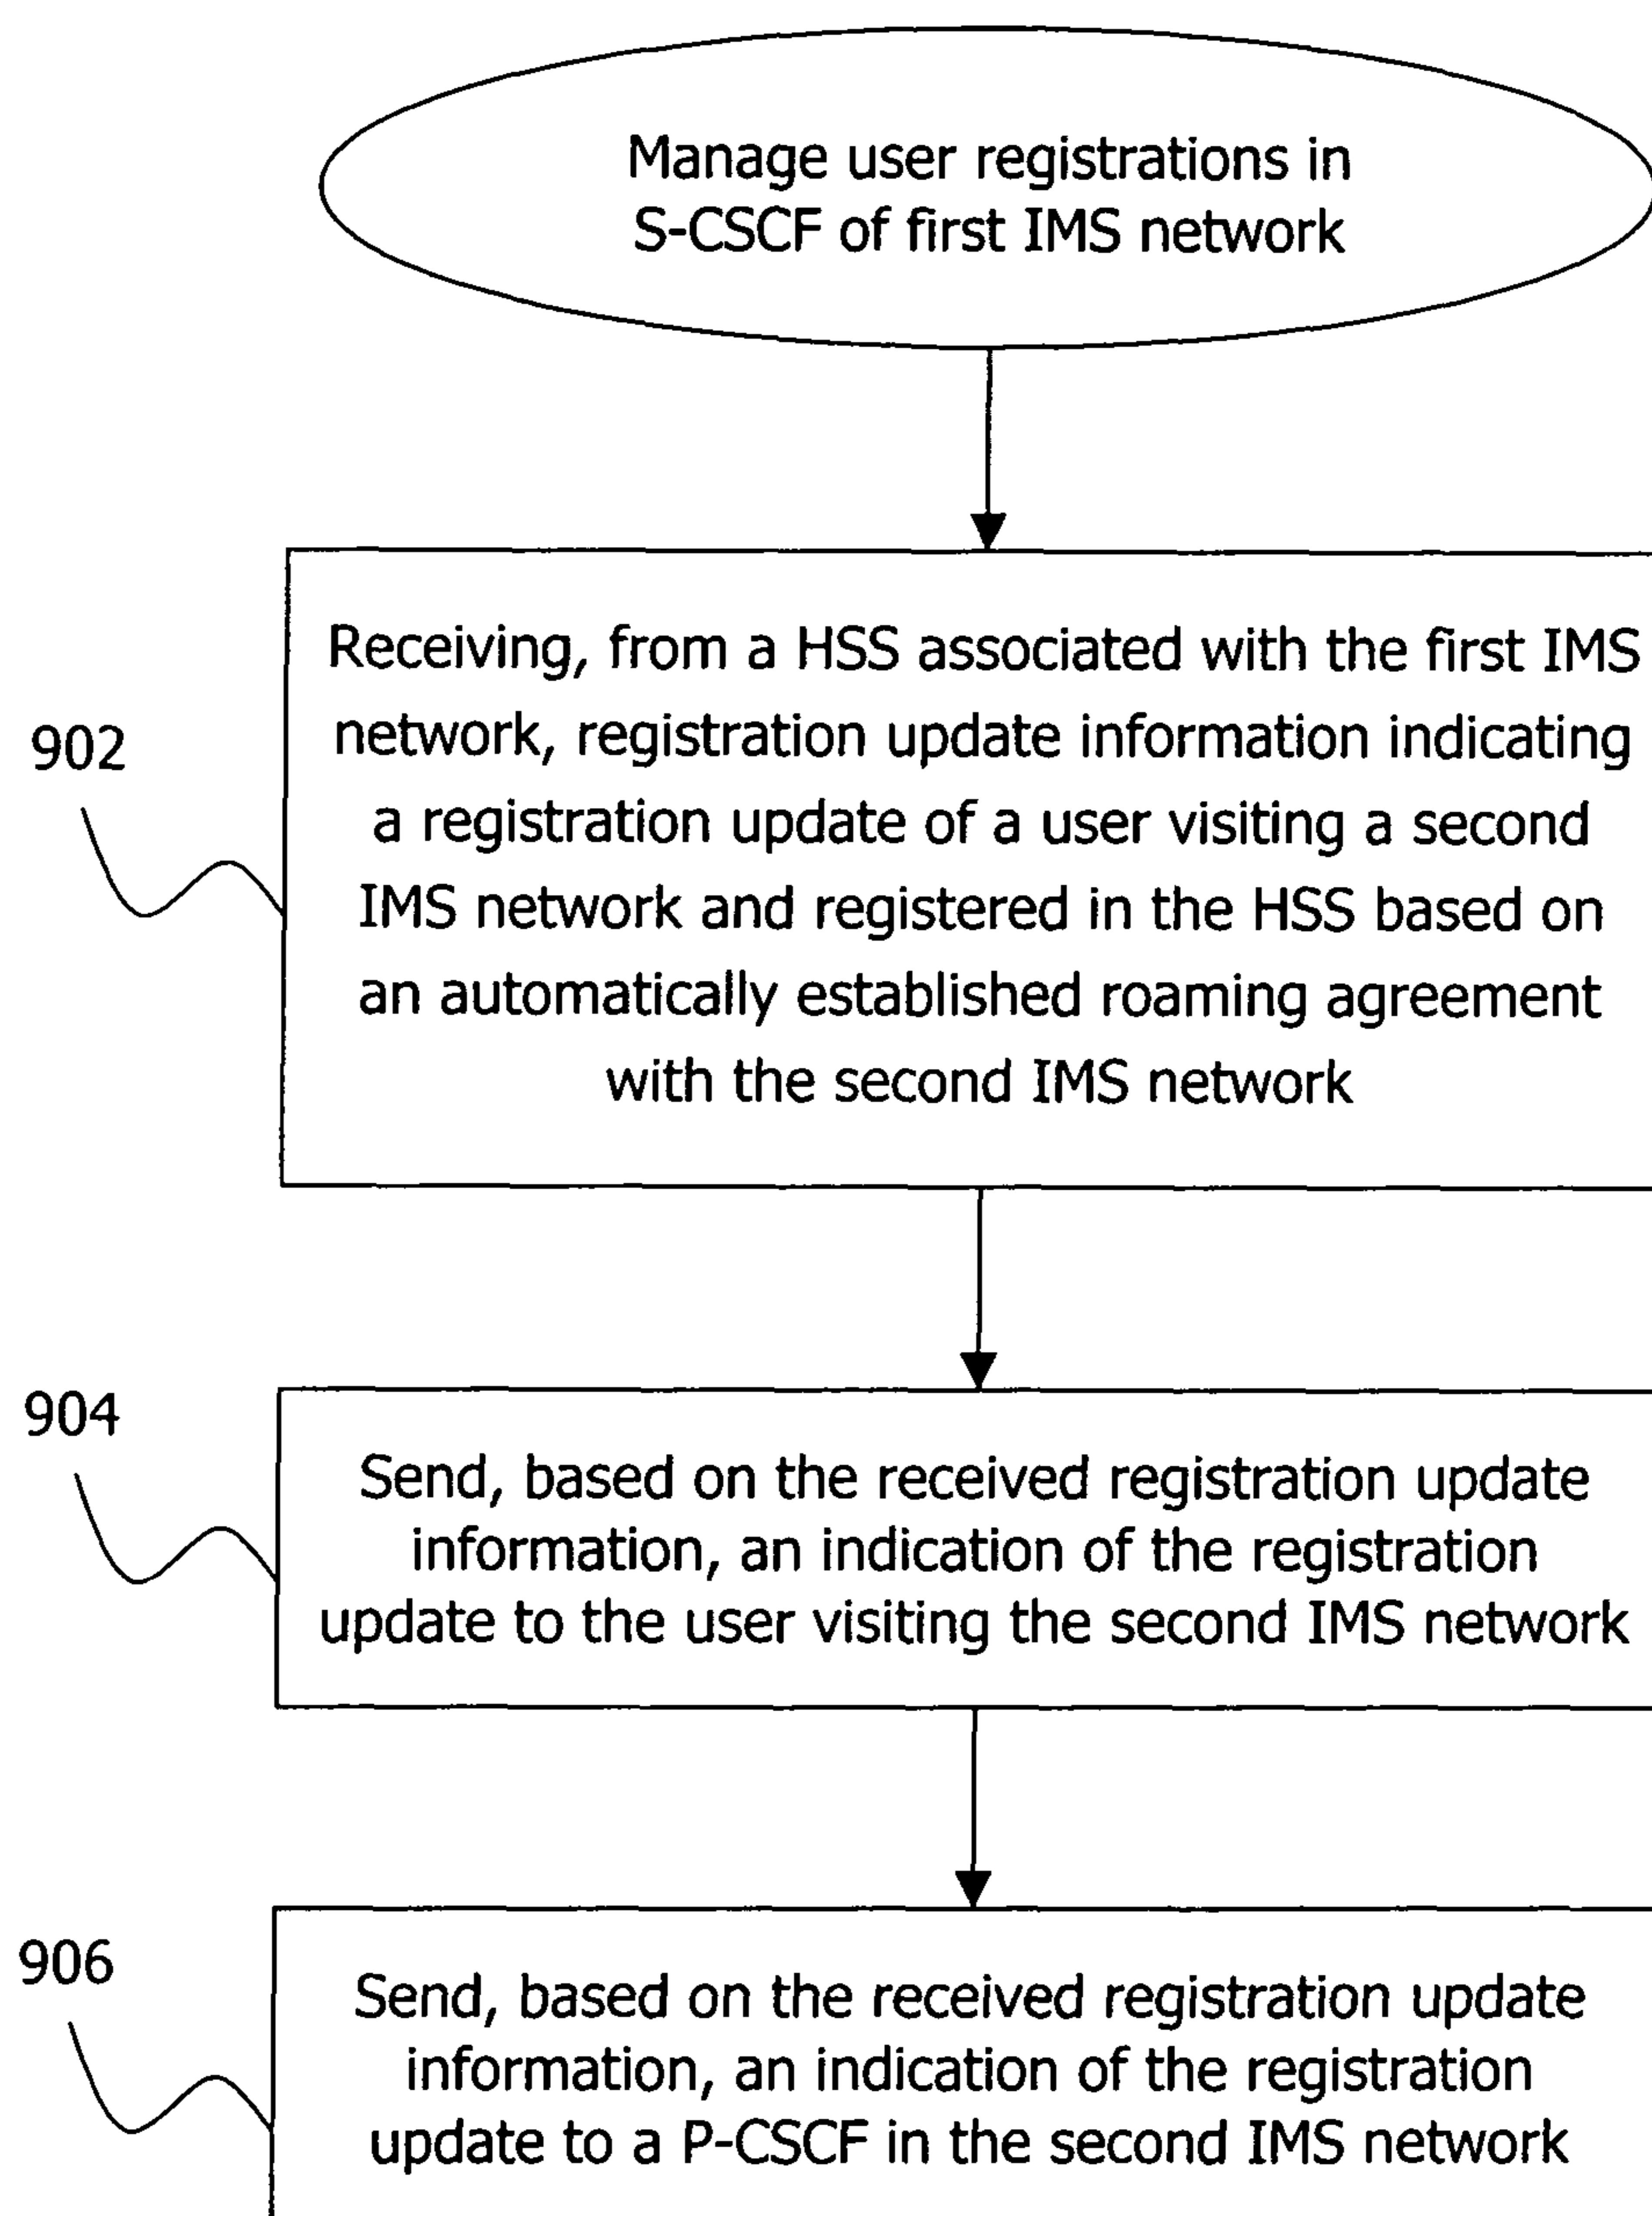 Manage user registrations in
S-CSCF of first IMS network
902
Receiving, from a HSS associated with the first IMS
network, registration update information indicating
a registration update of a user visiting a second
IMS network and registered in the HSS based on
an automatically established roaming agreement
with the second IMS network
904
Send, based on the received registration update
information, an indication of the registration
update to the user visiting the second IMS network
906
Send, based on the received registration update
information, an indication of the registration
update to a P-CSCF in the second IMS network